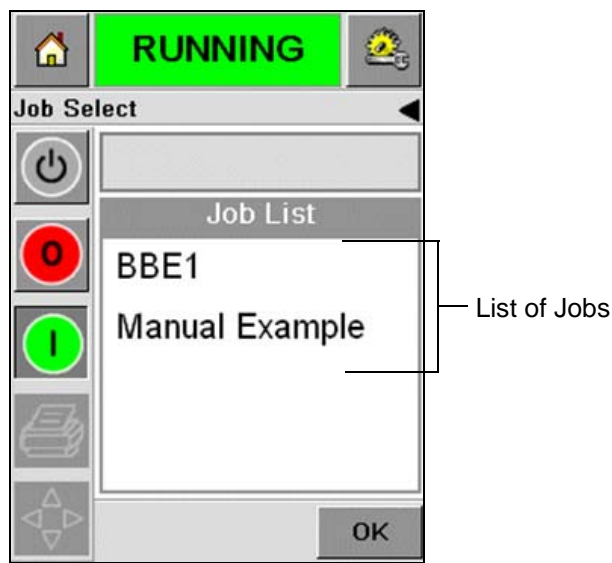 RUNNING
Job Select
Job List
O
BBE1
Manual Example
List of Jobs
I
OK